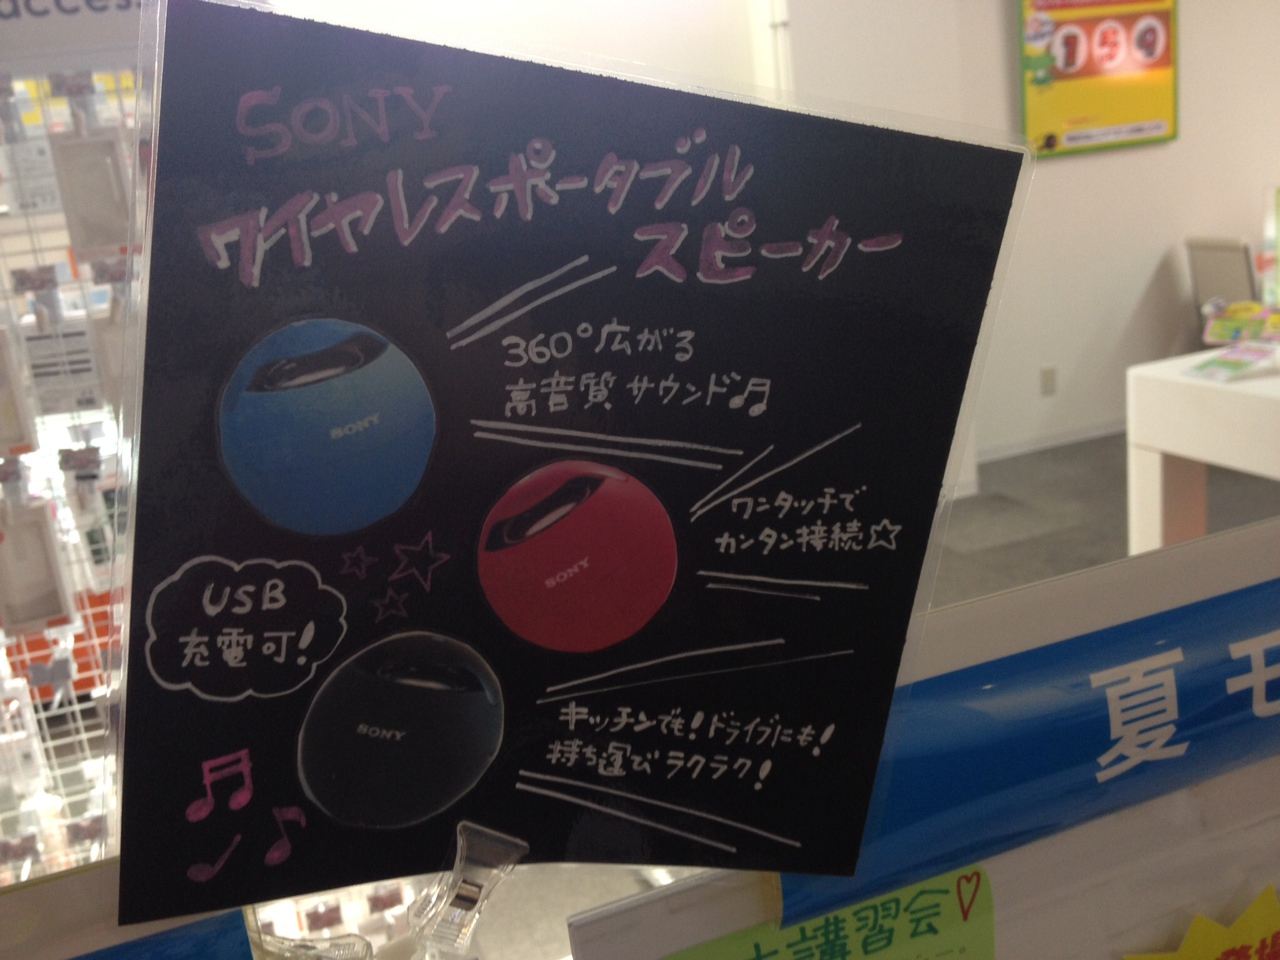 access
159
SONY
ワイヤレスポータブル
スピーカー
360°広がる
高音質サウンド♫
SONY
ワンタッチで
カンタン接続☆
SONY
USB
充電可!
キッチンでも!ドライブにも!
持ち運びラクラク!
SONY
夏モ
講習会♡